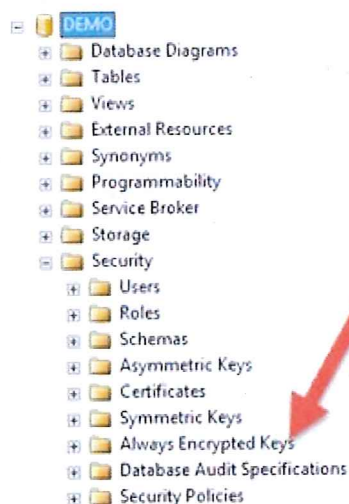 DEMO
Database Diagrams
Tables
Views
External Resources
Synonyms
Programmability
Service Broker
Storage
Security
Users
Roles
Schemas
Asymmetric Keys
Certificates
Symmetric Keys
Always Encrypted Keys
Database Audit Specifications
Security Policies